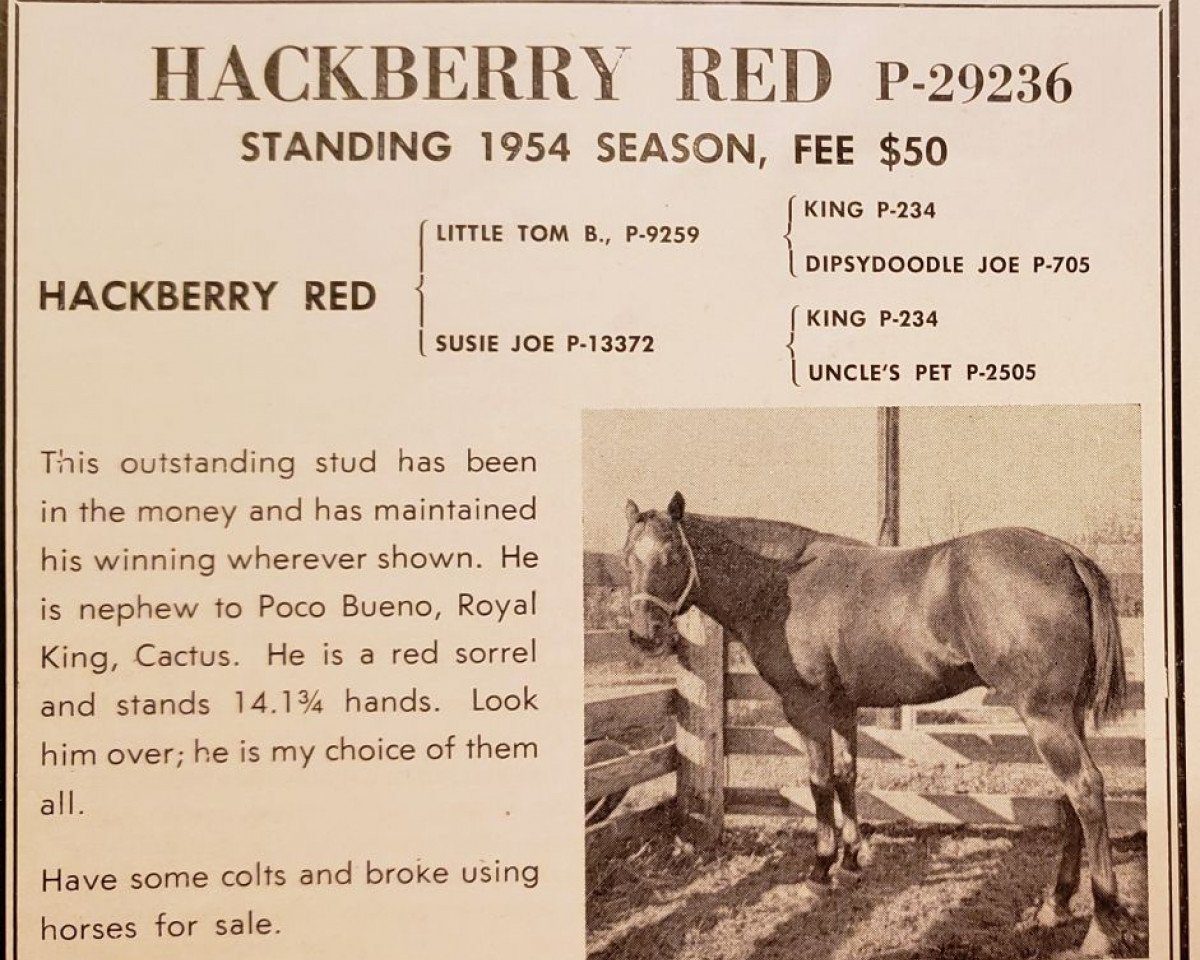 HACKBERRY RED P-29236
STANDING 1954 SEASON, FEE $50
KING P-234
LITTLE TOM B., P-9259
DIPSYDOODLE JOE P-705
HACKBERRY RED
KING P-234
SUSIE JOE P-13372
UNCLE'S PET P-2505
This outstanding stud has been
in the money and has maintained
his winning wherever shown. He
is nephew to Poco Bueno, Royal
King, Cactus. He is a red sorrel
and stands 14.1¾ hands. Look
him over; he is my choice of them
all.
Have some colts and broke using
horses for sale.